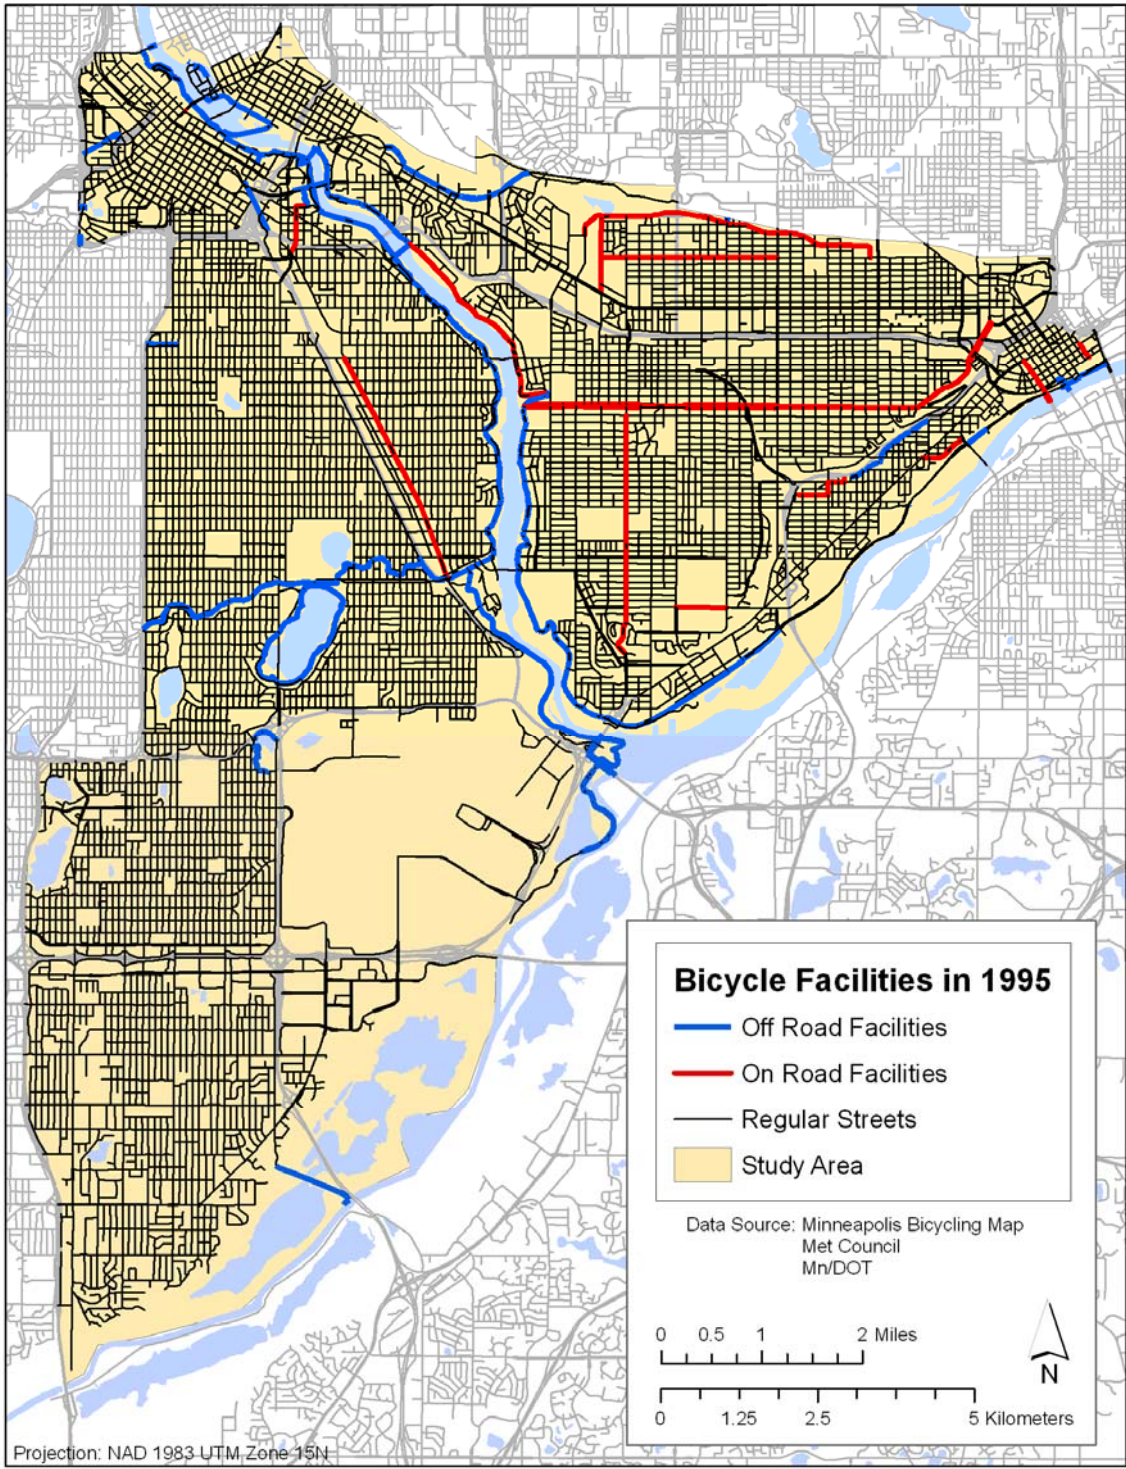 Bicycle Facilities in 1995
Off Road Facilities
On Road Facilities
Regular Streets
Study Area
Data Source: Minneapolis Bicycling Map
Met Council
Mn/DOT
0 0.5 1 2 Miles
N
0 1.25 2.5 5 Kilometers
Projection: NAD 1983 UTM Zone 15N